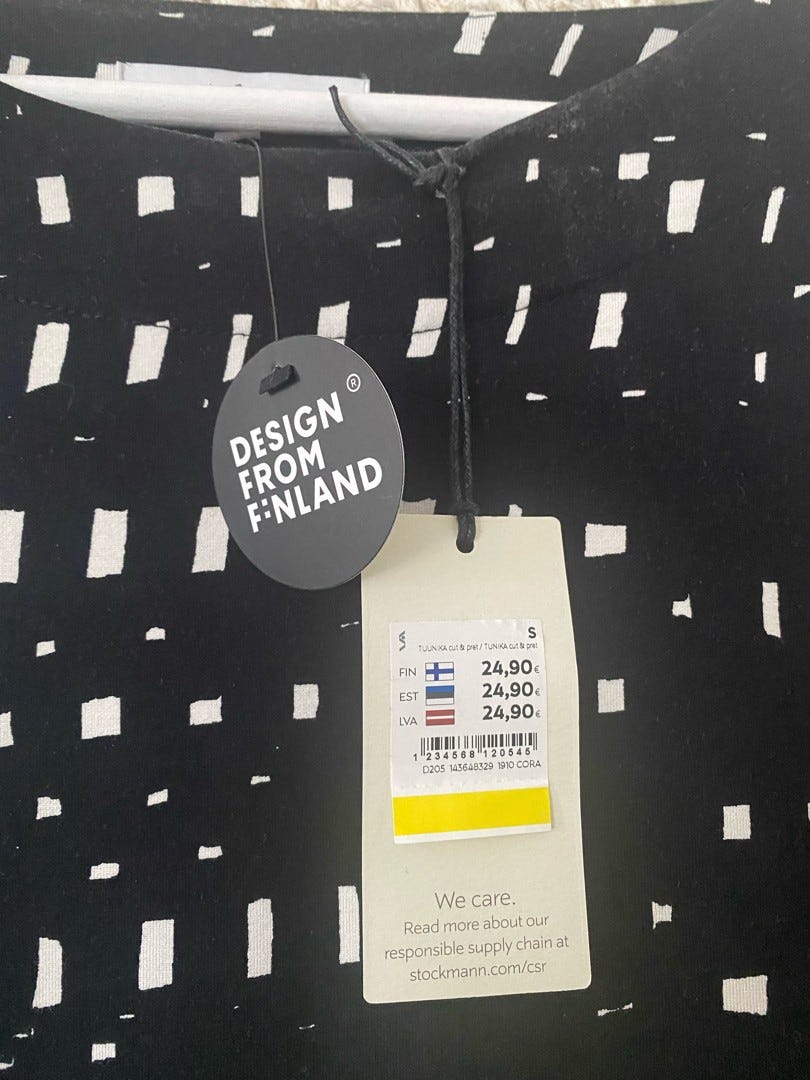 DESIGN
FROM
FINLAND
®
S
TUUNIKA cut & pret / TUNIKA cut & pret
FIN 24,90€
EST 24,90€
LVA 24,90€
1 234568 120545
D205 143648329 1910 CORA
We care.
Read more about our
responsible supply chain at
stockmann.com/csr